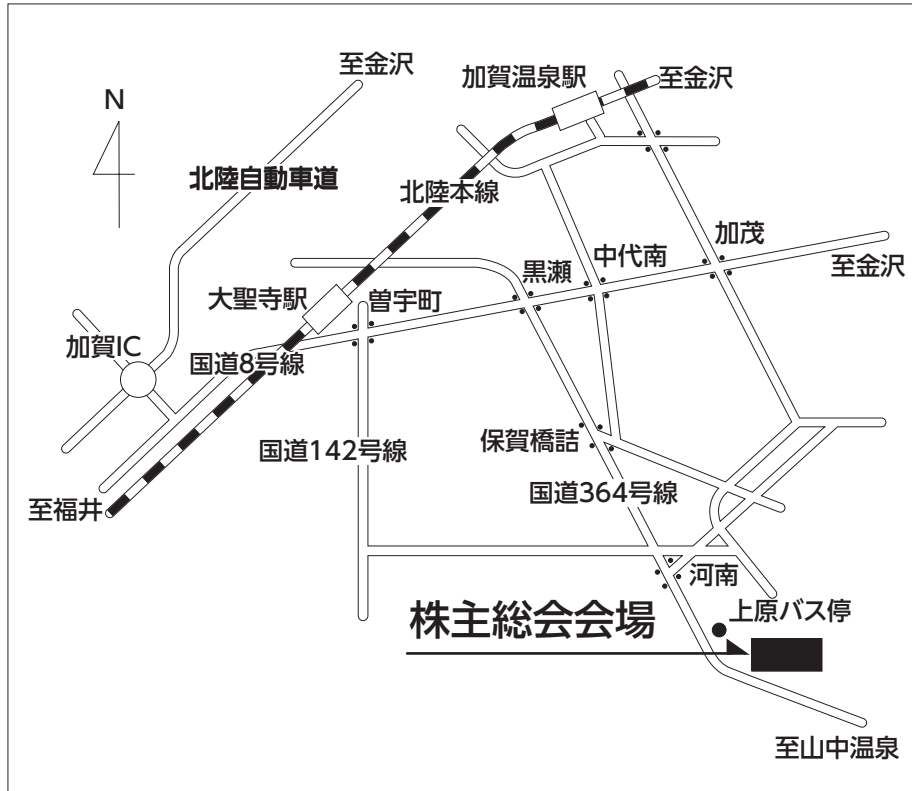 至金沢
加賀温泉駅
至金沢
N
北陸自動車道
北陸本線
加茂
中代南
至金沢
黒瀬
大聖寺駅
曽宇町
加賀IC
国道8号線
保賀橋詰
国道142号線
国道364号線
至福井
河南
上原バス停
株主総会会場
至山中温泉